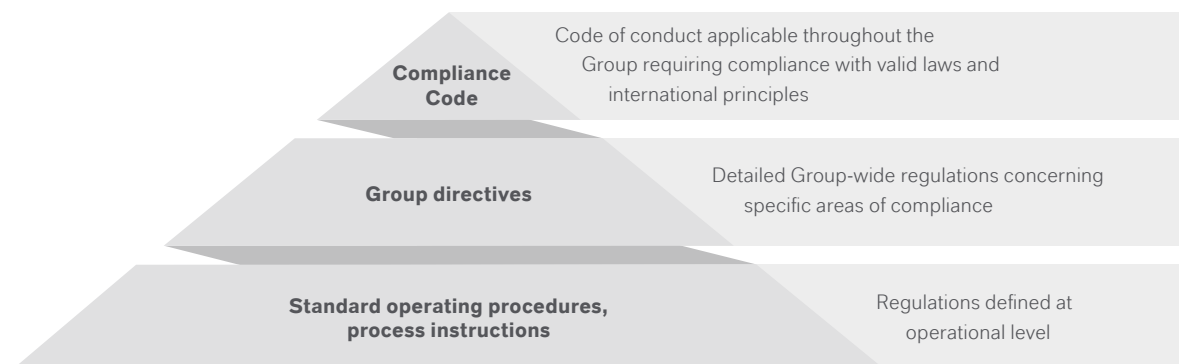 Compliance
Code
Code of conduct applicable throughout the
Group requiring compliance with valid laws and
international principles
Group directives
Detailed Group-wide regulations concerning
specific areas of compliance
Standard operating procedures,
process instructions
Regulations defined at
operational level